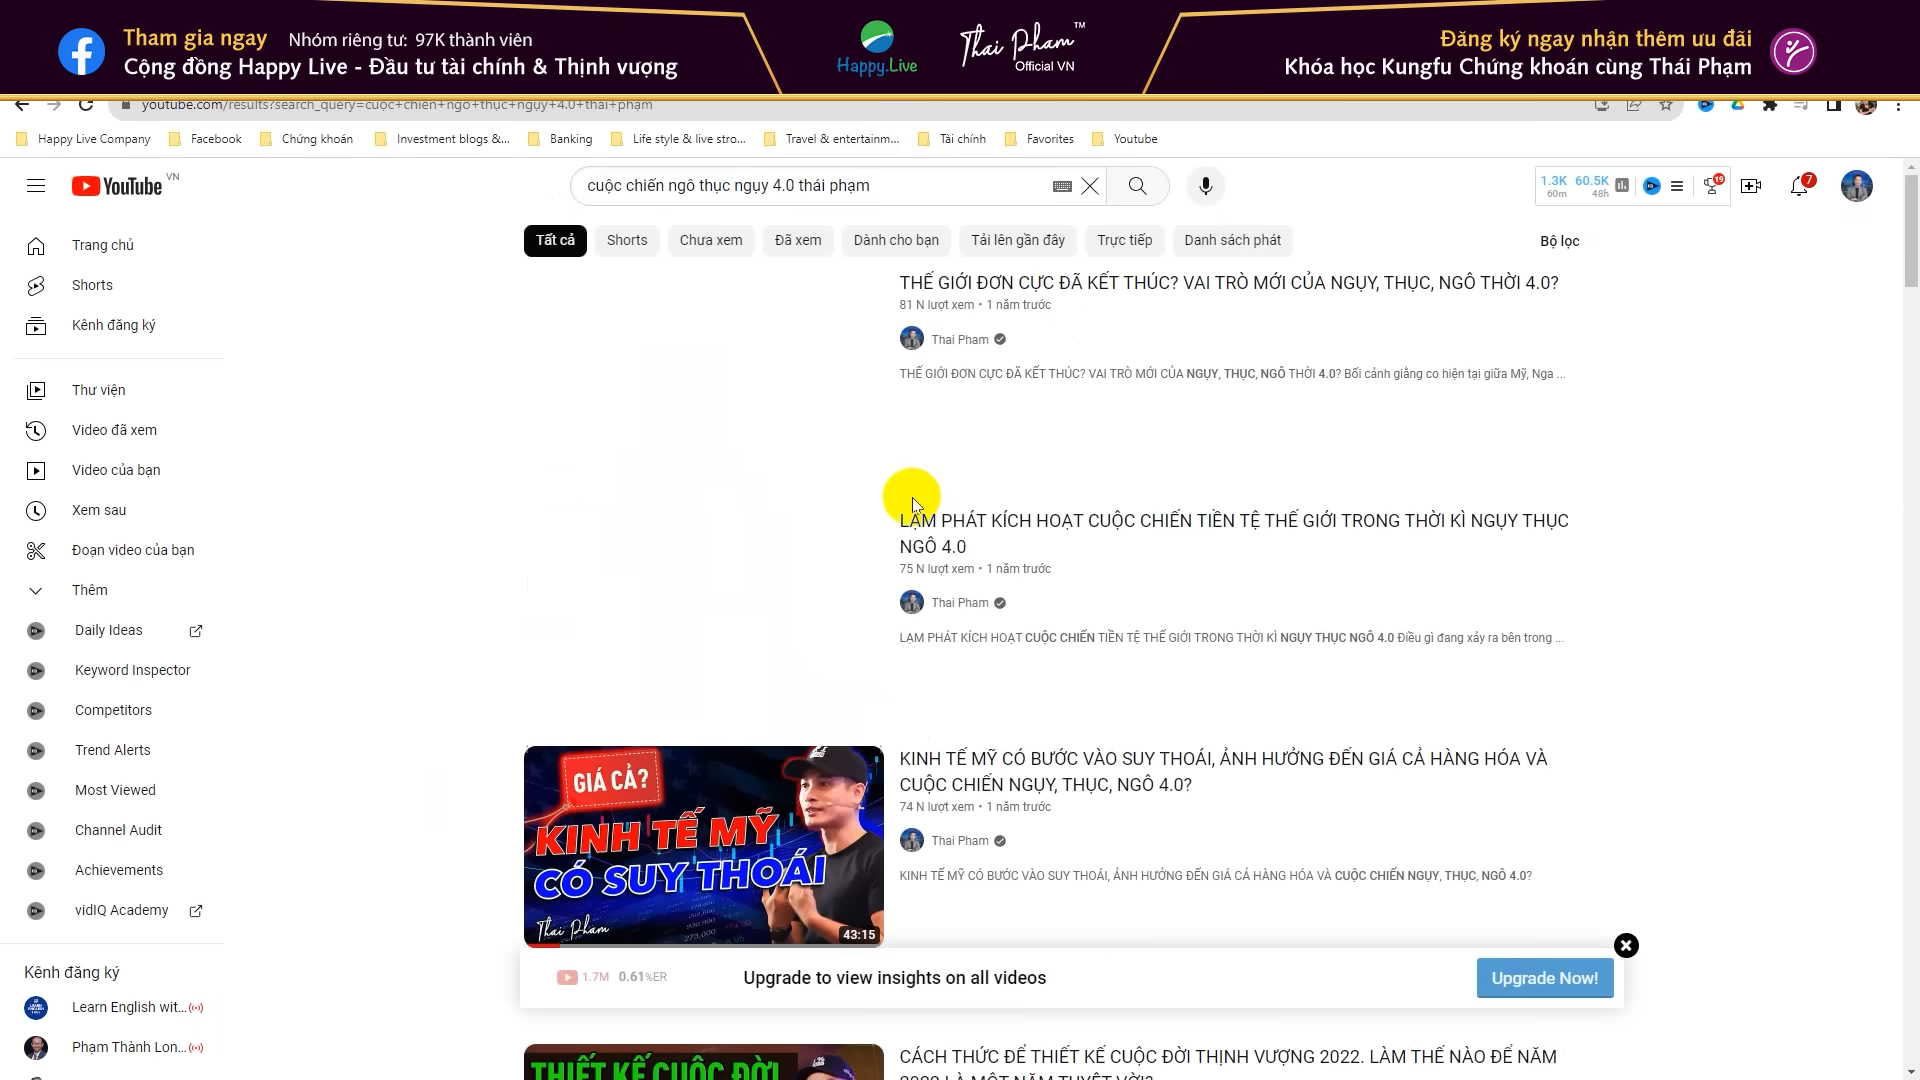 Tham gia ngay Nhóm riêng tư: 97K thành viên
Cộng đồng Happy Live - Đầu tư tài chính & Thịnh vượng
Happy.Live
Thai Pham™
Official VN
Đăng ký ngay nhận thêm ưu đãi
Khóa học Kungfu Chứng khoán cùng Thái Phạm
youtube.com/results?search_query=cuộc+chiến+ngô+thục+ngụy+4.0+thái+phạm
Happy Live Company Facebook Chứng khoán Investment blogs &... Banking Life style & live stro... Travel & entertainm... Tài chính Favorites Youtube
YouTube VN
cuộc chiến ngô thục ngụy 4.0 thái phạm
1.3K 60.5K
60m 48h
19
7
Tất cả Shorts Chưa xem Đã xem Dành cho bạn Tải lên gần đây Trực tiếp Danh sách phát Bộ lọc
Trang chủ
Shorts
Kênh đăng ký
Thư viện
Video đã xem
Video của bạn
Xem sau
Đoạn video của bạn
Thêm
Daily Ideas
Keyword Inspector
Competitors
Trend Alerts
Most Viewed
Channel Audit
Achievements
vidIQ Academy
Kênh đăng ký
Learn English wit...
Phạm Thành Lon...
THẾ GIỚI ĐƠN CỰC ĐÃ KẾT THÚC? VAI TRÒ MỚI CỦA NGỤY, THỤC, NGÔ THỜI 4.0?
81 N lượt xem • 1 năm trước
Thai Pham
THẾ GIỚI ĐƠN CỰC ĐÃ KẾT THÚC? VAI TRÒ MỚI CỦA NGỤY, THỤC, NGÔ THỜI 4.0? Bối cảnh giằng co hiện tại giữa Mỹ, Nga ...
LẠM PHÁT KÍCH HOẠT CUỘC CHIẾN TIỀN TỆ THẾ GIỚI TRONG THỜI KÌ NGỤY THỤC
NGÔ 4.0
75 N lượt xem • 1 năm trước
Thai Pham
LẠM PHÁT KÍCH HOẠT CUỘC CHIẾN TIỀN TỆ THẾ GIỚI TRONG THỜI KÌ NGỤY THỤC NGÔ 4.0 Điều gì đang xảy ra bên trong ...
GIÁ CẢ?
KINH TẾ MỸ
CÓ SUY THOÁI
Thai Pham
43:15
KINH TẾ MỸ CÓ BƯỚC VÀO SUY THOÁI, ẢNH HƯỞNG ĐẾN GIÁ CẢ HÀNG HÓA VÀ
CUỘC CHIẾN NGỤY, THỤC, NGÔ 4.0?
74 N lượt xem • 1 năm trước
Thai Pham
KINH TẾ MỸ CÓ BƯỚC VÀO SUY THOÁI, ẢNH HƯỞNG ĐẾN GIÁ CẢ HÀNG HÓA VÀ CUỘC CHIẾN NGỤY, THỤC, NGÔ 4.0?
1.7M 0.61%ER Upgrade to view insights on all videos Upgrade Now!
THIẾT KẾ CUỘC ĐỜI
CÁCH THỨC ĐỂ THIẾT KẾ CUỘC ĐỜI THỊNH VƯỢNG 2022. LÀM THẾ NÀO ĐỂ NĂM
2022 LÀ MỘT NĂM TUYỆT VỜI?